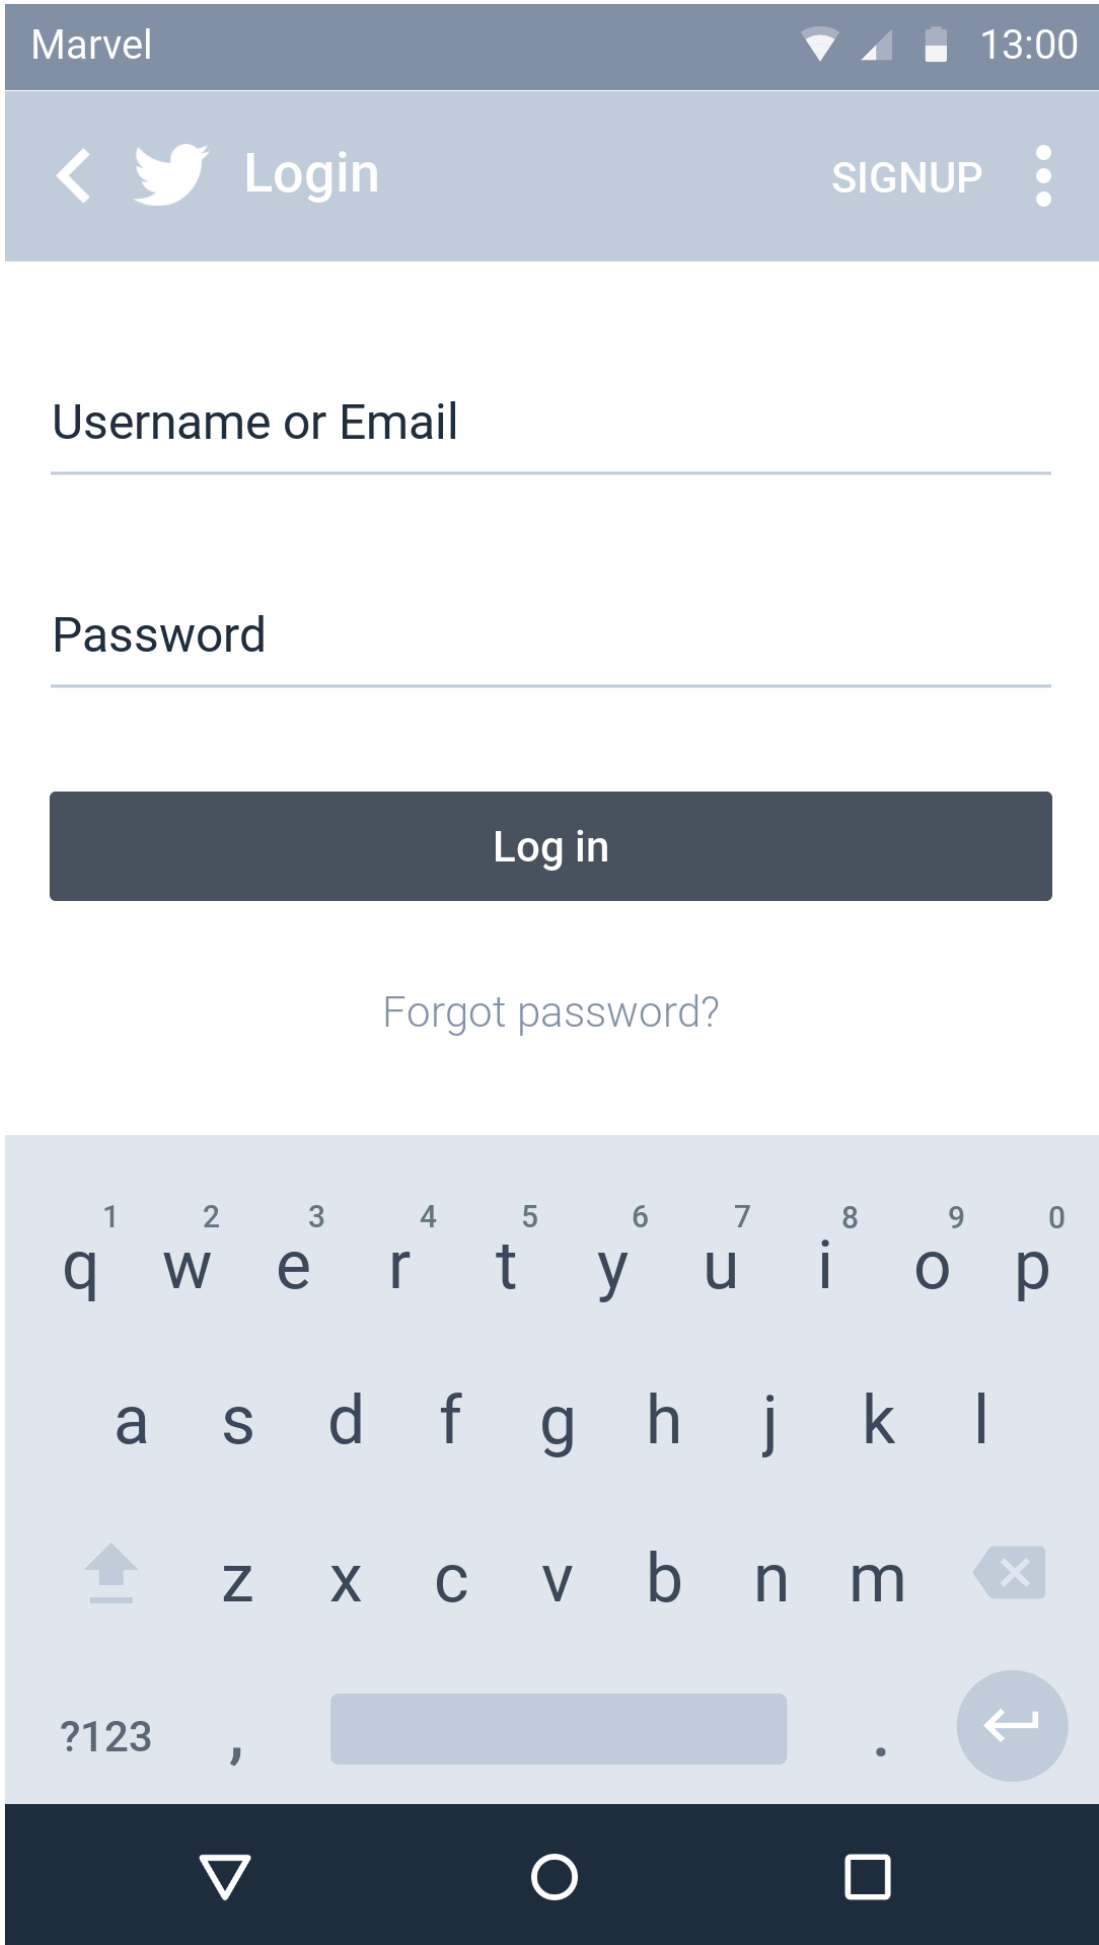 Marvel 13:00
Login SIGNUP
Username or Email
Password
Log in
Forgot password?
1 2 3 4 5 6 7 8 9 0
q w e r t y u i o p
a s d f g h j k l
z x c v b n m
?123 , .